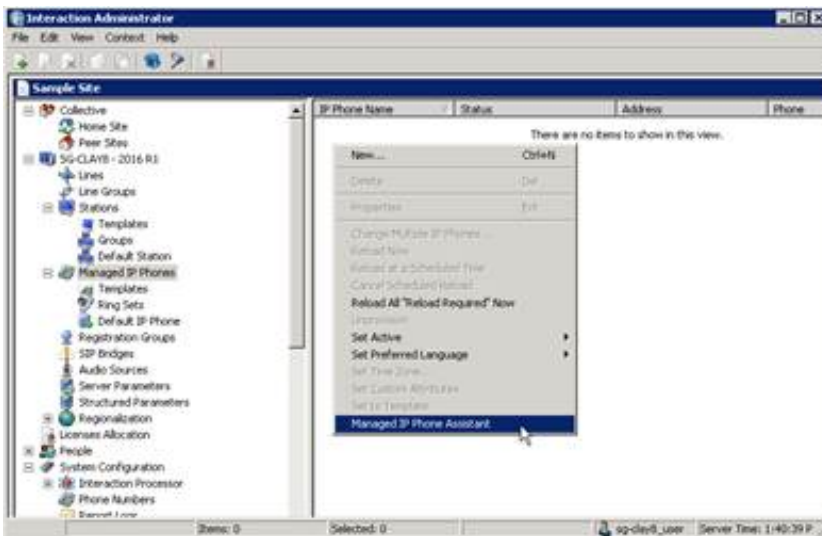 Interaction Administrator
File Edit View Context Help
Sample Site
Collective
Home Site
Peer Sites
SG-CLAY8 - 2016 R1
Lines
Line Groups
Stations
Templates
Groups
Default Station
Managed IP Phones
Templates
Ring Sets
Default IP Phone
Registration Groups
SIP Bridges
Audio Sources
Server Parameters
Structured Parameters
Regionalization
Licenses Allocation
People
System Configuration
Interaction Processor
Phone Numbers
Report Logs
IP Phone Name / Status Address Phone
There are no items to show in this view.
New... Ctrl+N
Delete Del
Properties Ent
Change Multiple IP Phones ...
Reload Now
Reload at a Scheduled Time
Cancel Scheduled Reload
Reload All "Reload Required" Now
Unprovision
Set Active
Set Preferred Language
Set Time Zone...
Set Custom Attributes
Set to Template
Managed IP Phone Assistant
Items: 0 Selected: 0 sg-clay8_user Server Time: 1:40:39 P